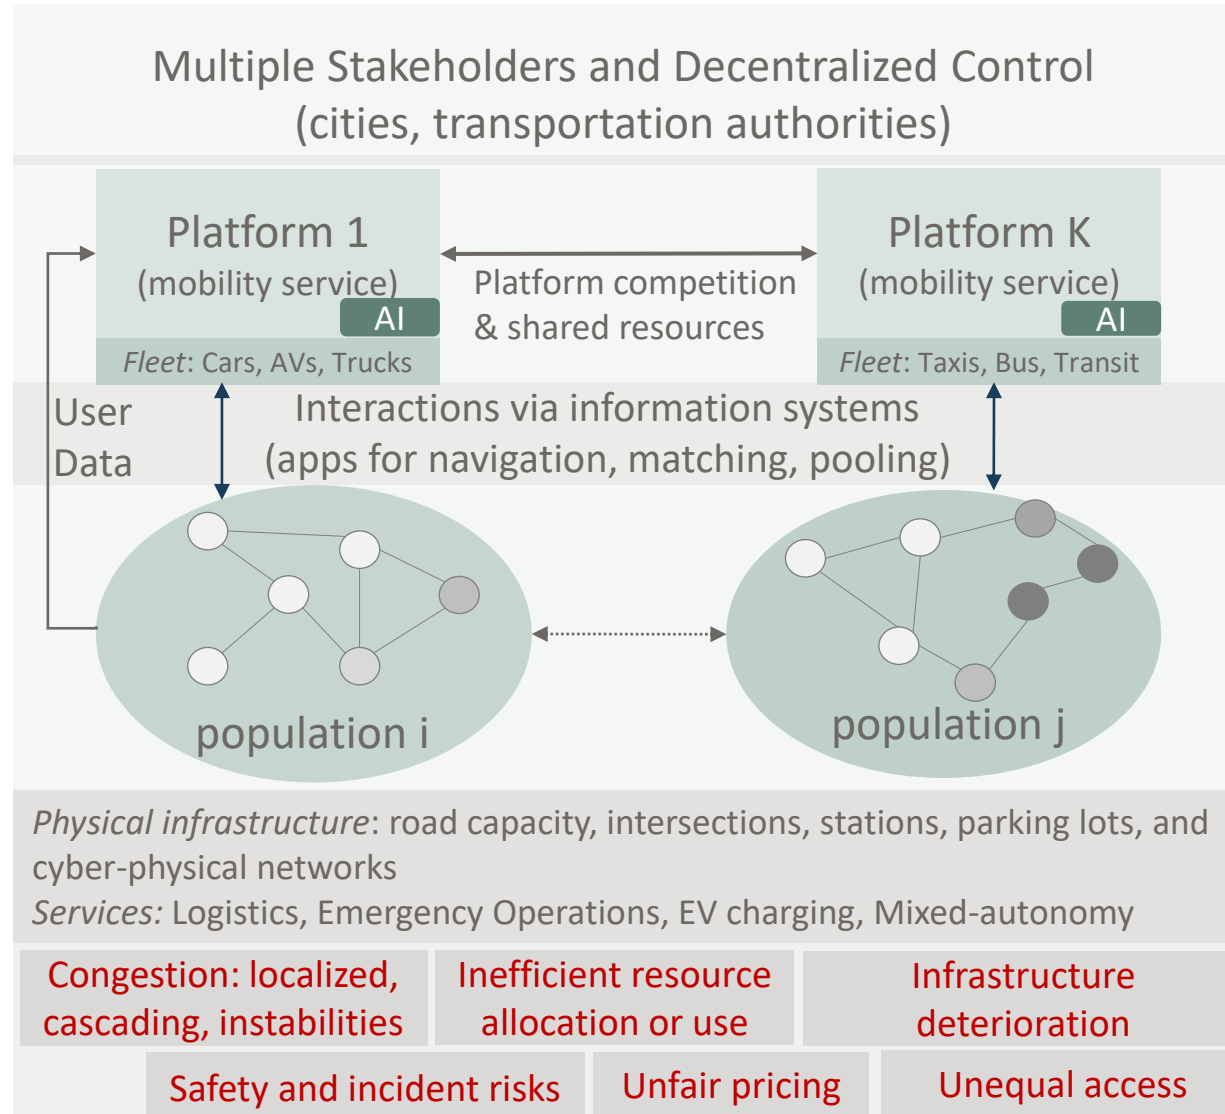 Multiple Stakeholders and Decentralized Control
(cities, transportation authorities)
Platform 1
(mobility service)
AI
Fleet: Cars, AVs, Trucks
Platform competition
& shared resources
Platform K
(mobility service)
AI
Fleet: Taxis, Bus, Transit
User
Data
Interactions via information systems
(apps for navigation, matching, pooling)
population i
population j
Physical infrastructure: road capacity, intersections, stations, parking lots, and
cyber-physical networks
Services: Logistics, Emergency Operations, EV charging, Mixed-autonomy
Congestion: localized,
cascading, instabilities
Inefficient resource
allocation or use
Infrastructure
deterioration
Safety and incident risks
Unfair pricing
Unequal access